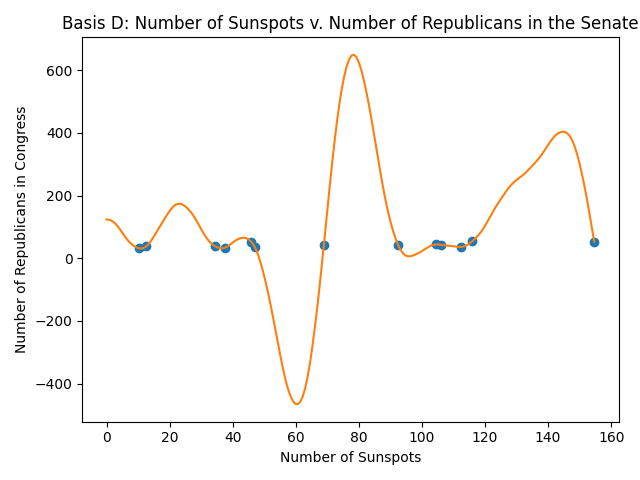 Basis D: Number of Sunspots v. Number of Republicans in the Senate
Number of Republicans in Congress
600
400
200
0
−200
−400
0 20 40 60 80 100 120 140 160
Number of Sunspots